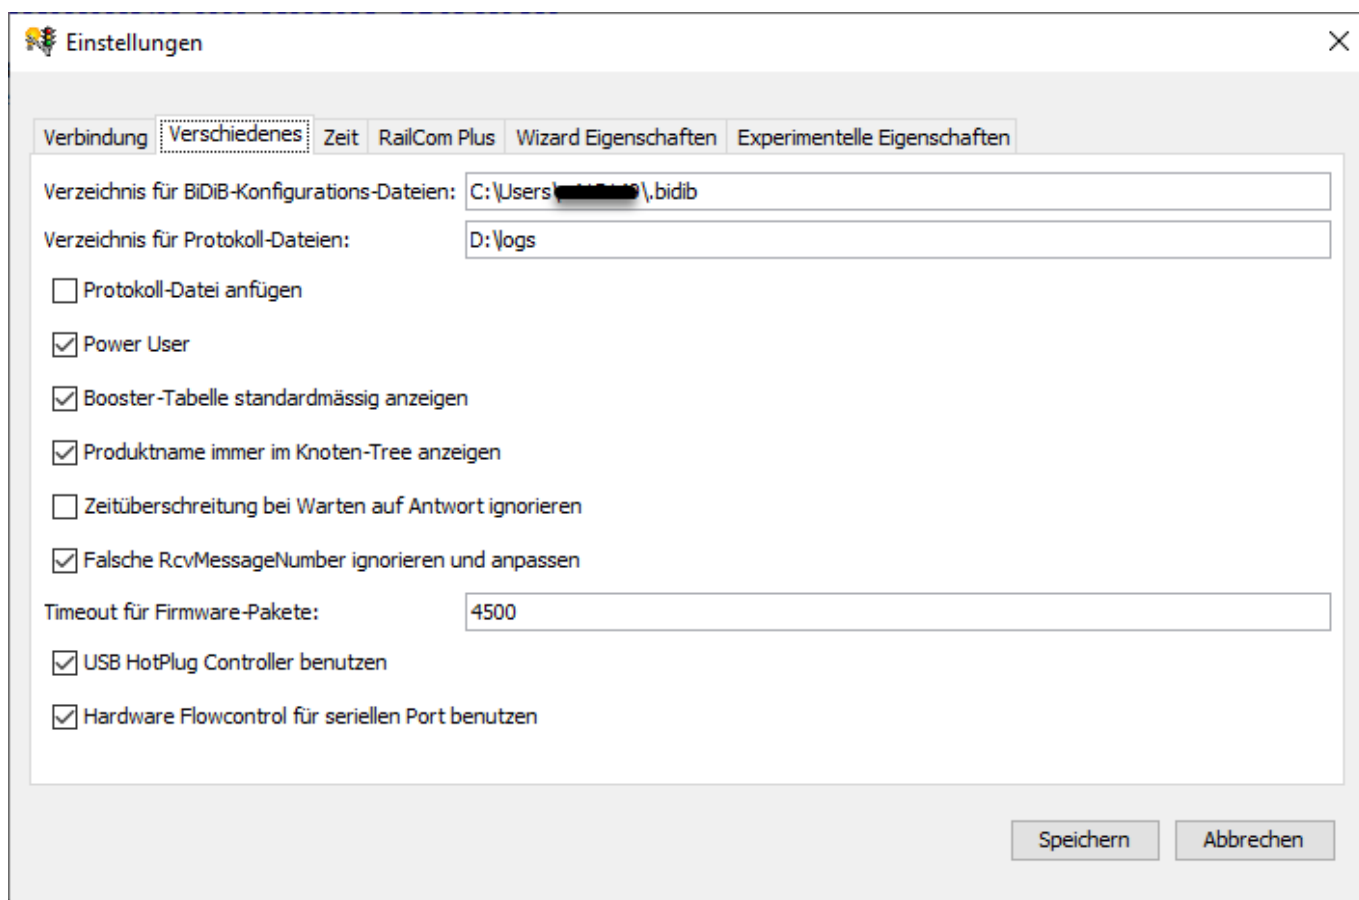 Einstellungen
Verbindung Verschiedenes Zeit RailCom Plus Wizard Eigenschaften Experimentelle Eigenschaften
Verzeichnis für BiDiB-Konfigurations-Dateien: C:\Users\ \.bidib
Verzeichnis für Protokoll-Dateien: D:\logs
Protokoll-Datei anfügen
Power User
Booster-Tabelle standardmässig anzeigen
Produktname immer im Knoten-Tree anzeigen
Zeitüberschreitung bei Warten auf Antwort ignorieren
Falsche RcvMessageNumber ignorieren und anpassen
Timeout für Firmware-Pakete: 4500
USB HotPlug Controller benutzen
Hardware Flowcontrol für seriellen Port benutzen
Speichern Abbrechen